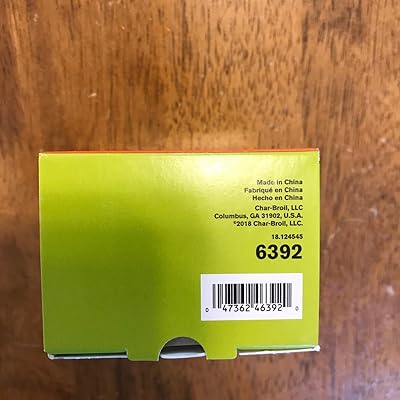 Made in China
Fabriqué en China
Hecho en China
Char-Broil, LLC
Columbus, GA 31902, U.S.A.
©2018 Char-Broil, LLC.
18.124545
6392
0 47362 46392 0